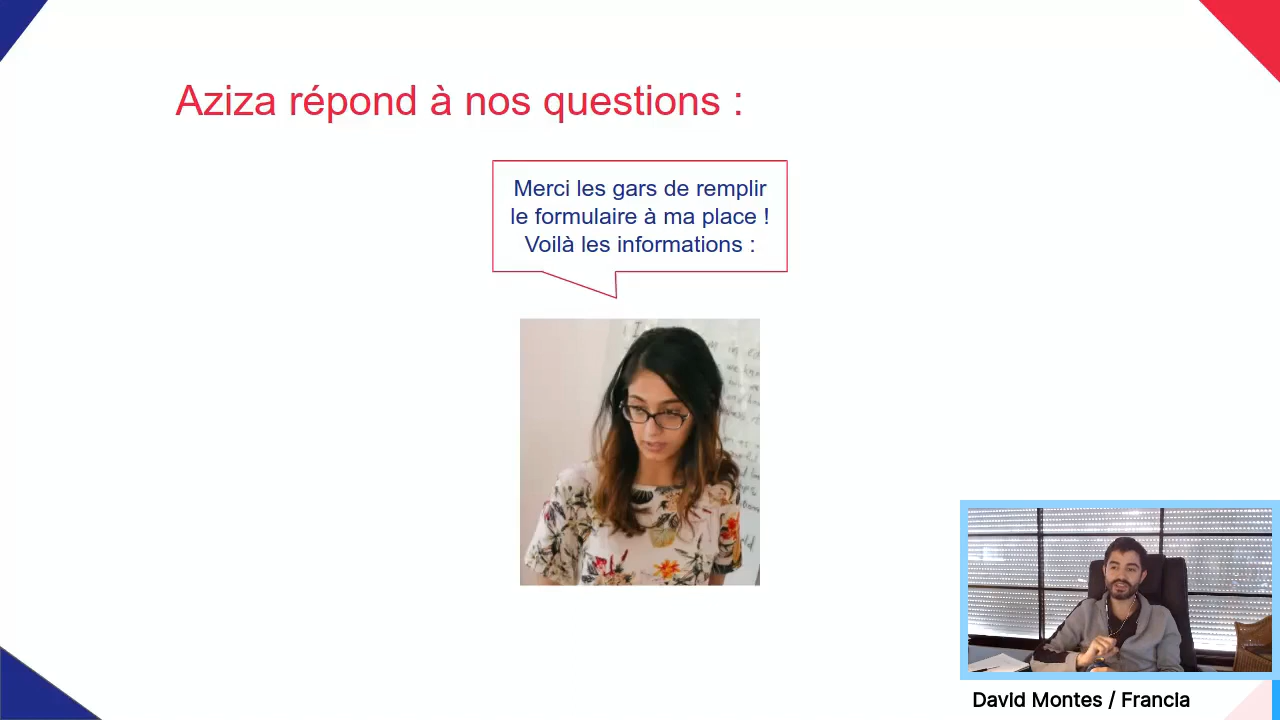 Aziza répond à nos questions :
Merci les gars de remplir
le formulaire à ma place !
Voilà les informations :
David Montes / Francia